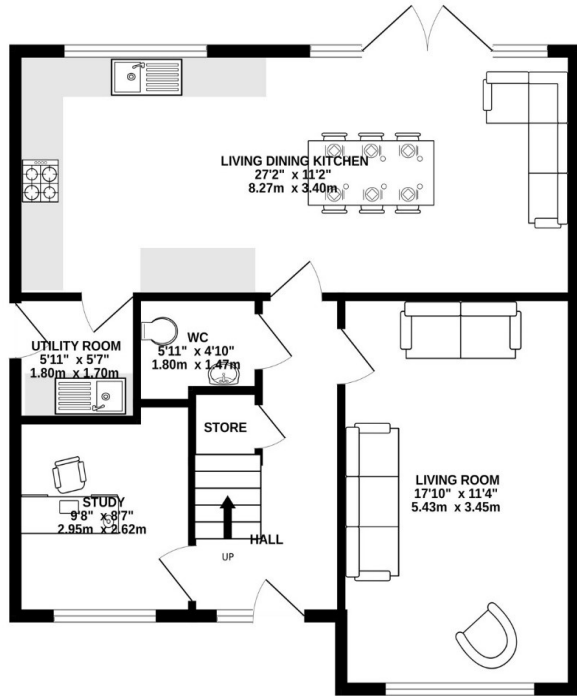 LIVING DINING KITCHEN
27'2" x 11'2"
8.27m x 3.40m
UTILITY ROOM
5'11" x 5'7"
1.80m x 1.70m
WC
5'11" x 4'10"
1.80m x 1.47m
STORE
STUDY
9'8" x 8'7"
2.95m x 2.62m
HALL
UP
LIVING ROOM
17'10" x 11'4"
5.43m x 3.45m